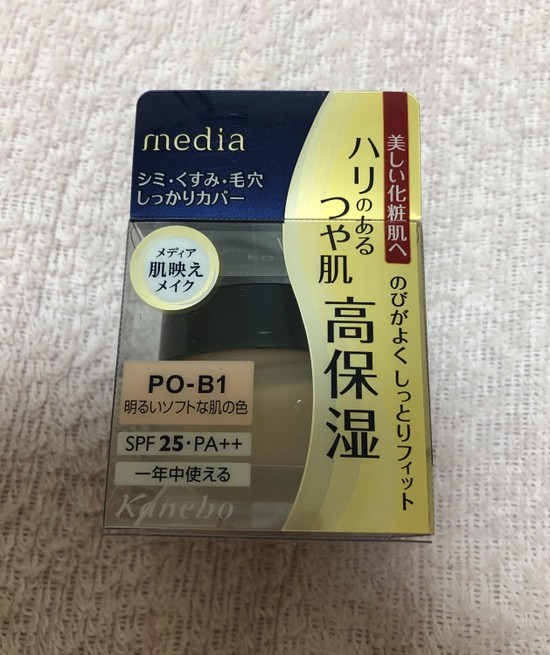 media
シミ・くすみ・毛穴
しっかりカバー
メディア
肌映え
メイク
PO-B1
明るいソフトな肌の色
SPF 25・PA++
一年中使える
Kanebo
美しい化粧肌へ
ハリのある
つや肌
高保湿
のびがよくしっとりフィット